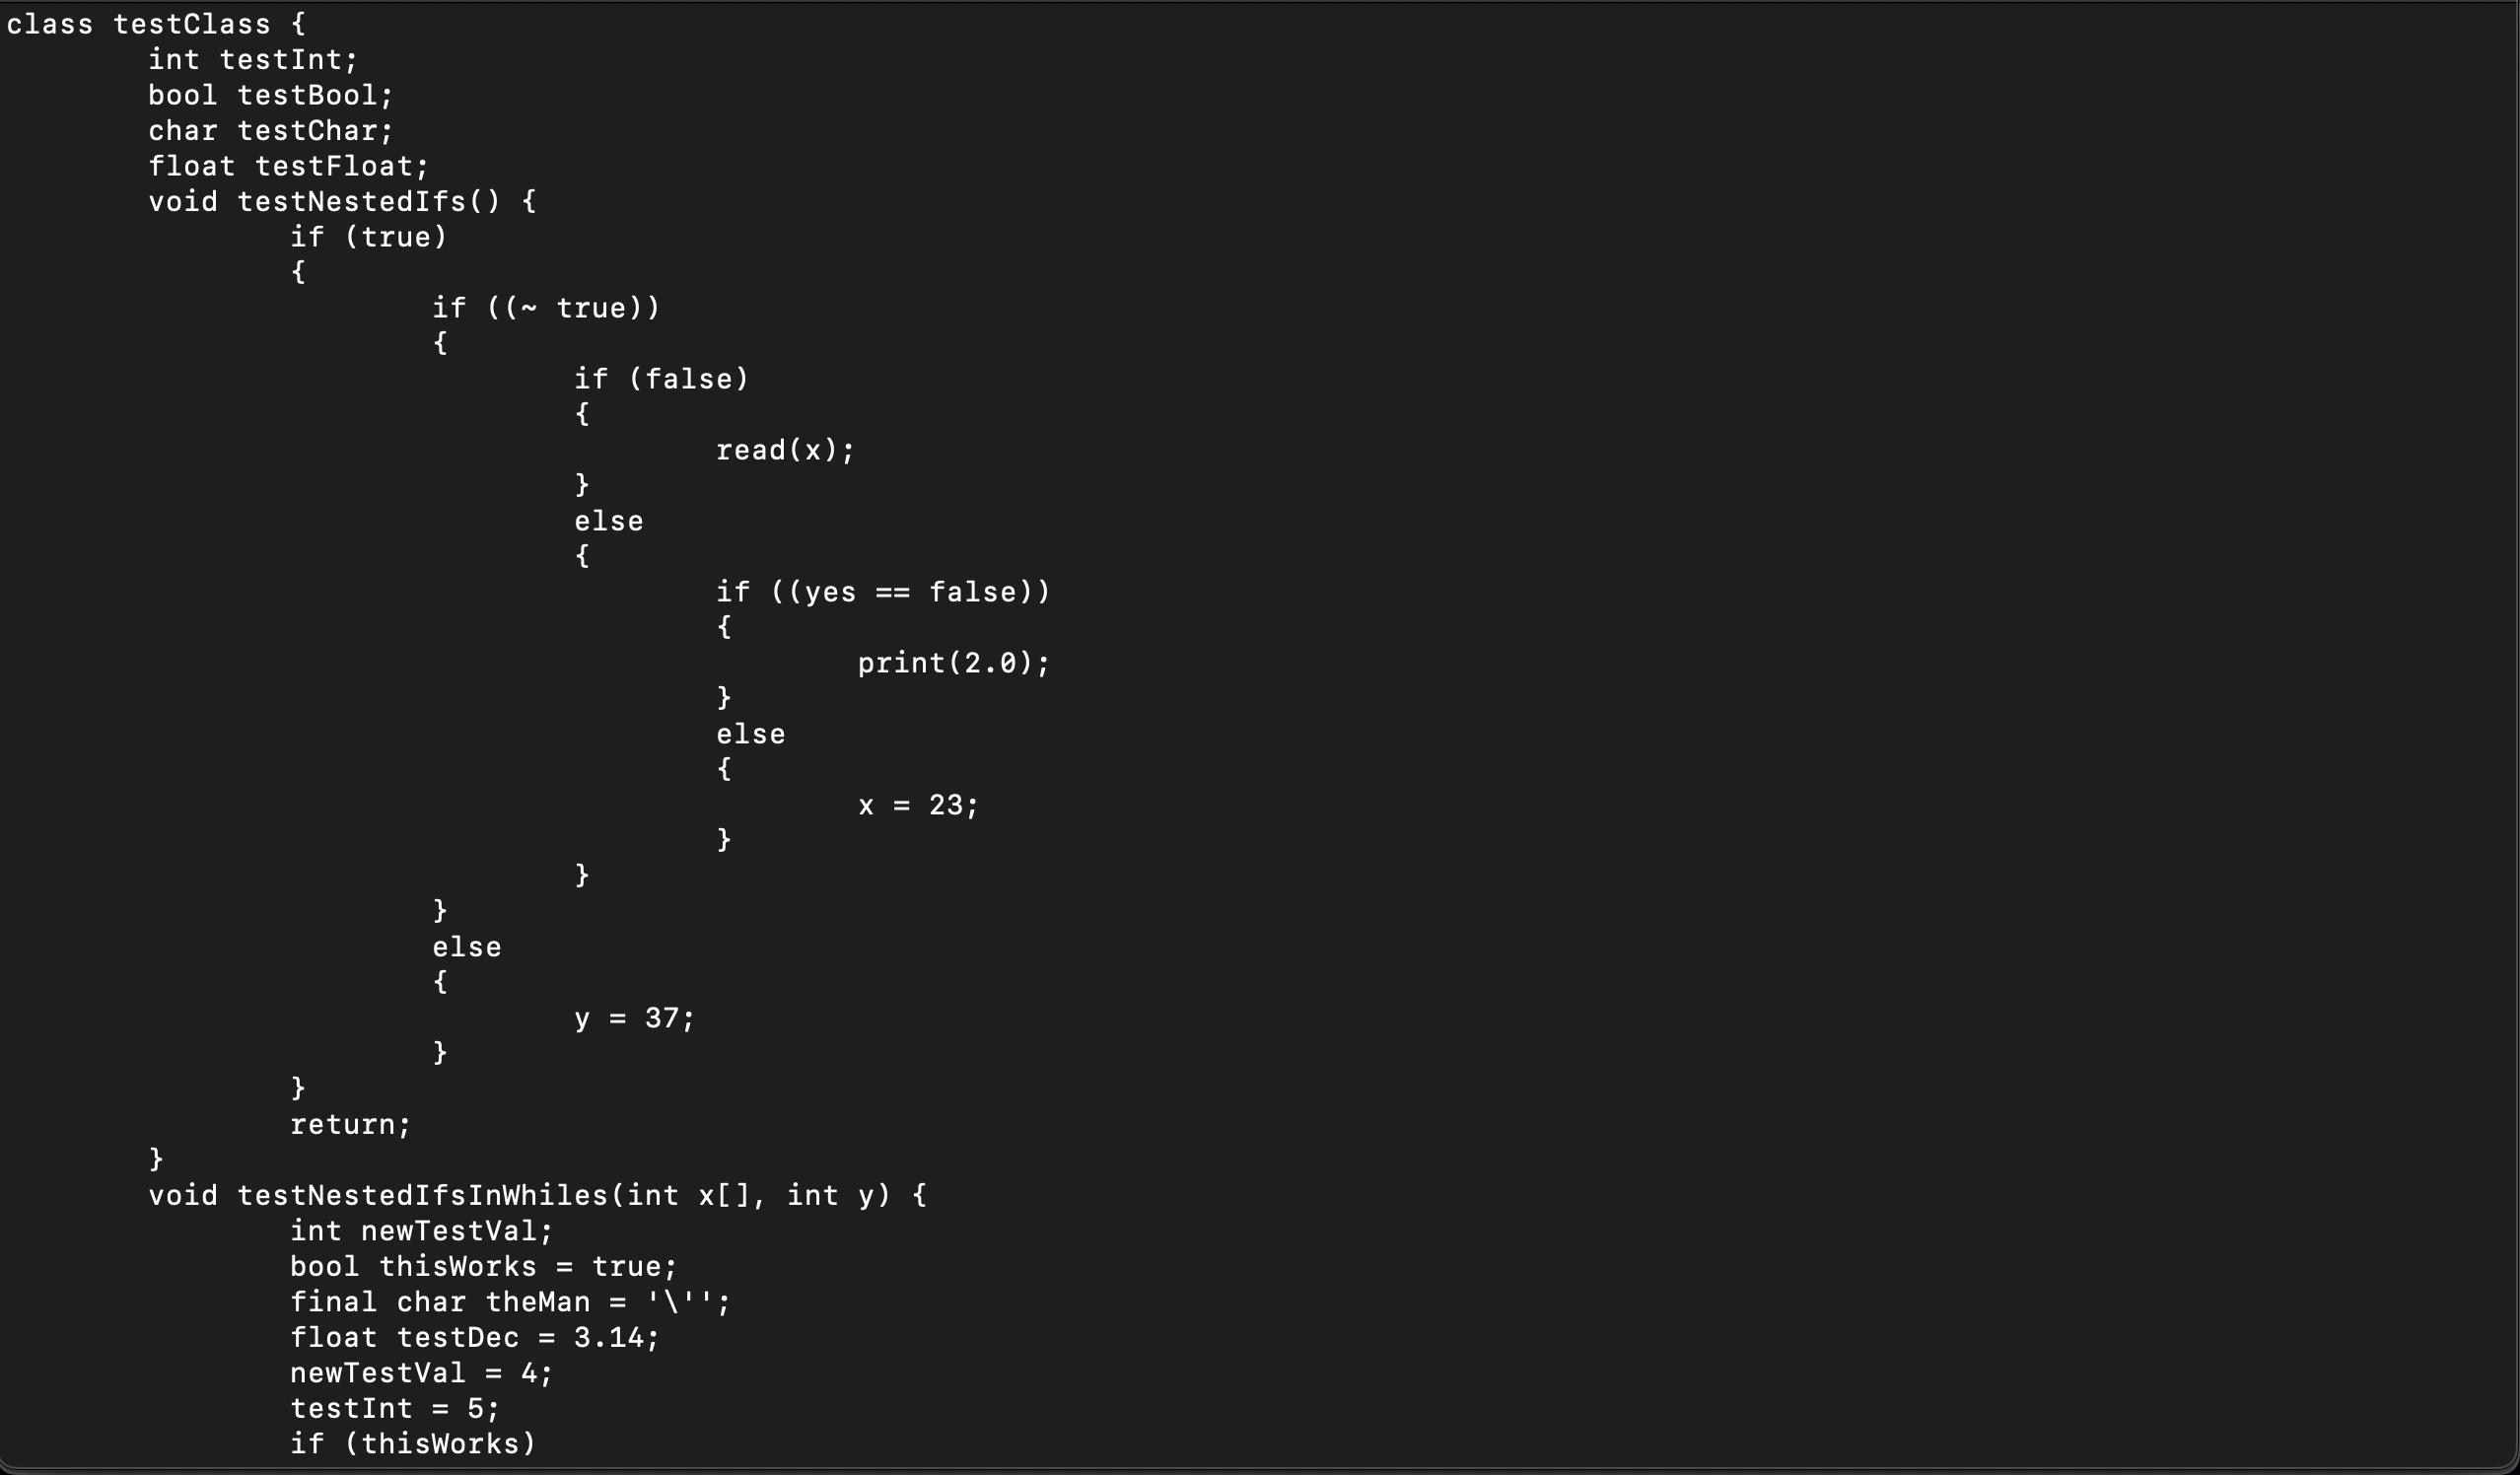 class testClass {
        int testInt;
        bool testBool;
        char testChar;
        float testFloat;
        void testNestedIfs() {
                if (true)
                {
                        if ((~ true))
                        {
                                if (false)
                                {
                                        read(x);
                                }
                                else
                                {
                                        if ((yes == false))
                                        {
                                                print(2.0);
                                        }
                                        else
                                        {
                                                x = 23;
                                        }
                                }
                        }
                        else
                        {
                                y = 37;
                        }
                }
                return;
        }
        void testNestedIfsInWhiles(int x[], int y) {
                int newTestVal;
                bool thisWorks = true;
                final char theMan = '\'';
                float testDec = 3.14;
                newTestVal = 4;
                testInt = 5;
                if (thisWorks)